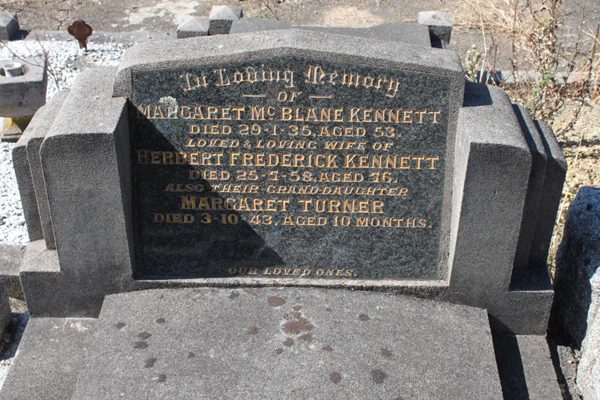 In Loving Memory
— OF —
MARGARET MC BLANE KENNETT
DIED 29-1-35, AGED 53.
LOVED & LOVING WIFE OF
HERBERT FREDERICK KENNETT
DIED 25-7-58, AGED 76.
ALSO THEIR GRAND-DAUGHTER
MARGARET TURNER
DIED 3-10-43, AGED 10 MONTHS.
OUR LOVED ONES.